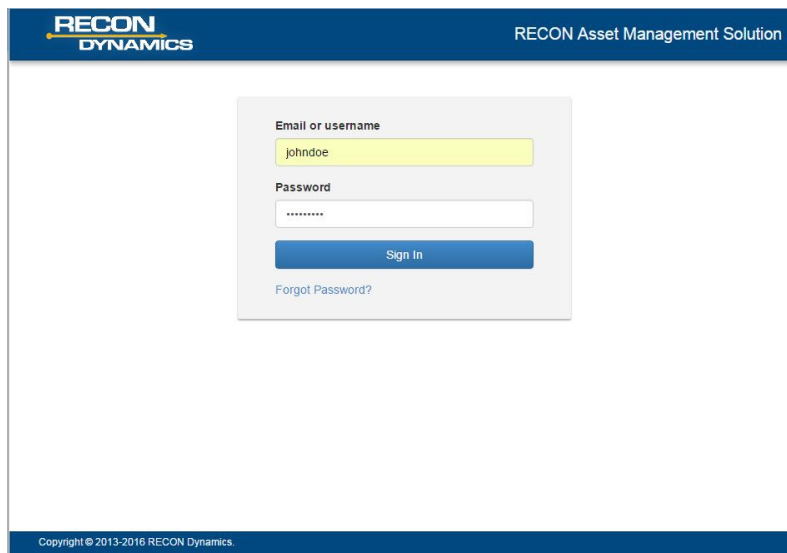 RECON
DYNAMICS
RECON Asset Management Solution
Email or username
johndoe
Password
•••••••••
Sign In
Forgot Password?
Copyright © 2013-2016 RECON Dynamics.